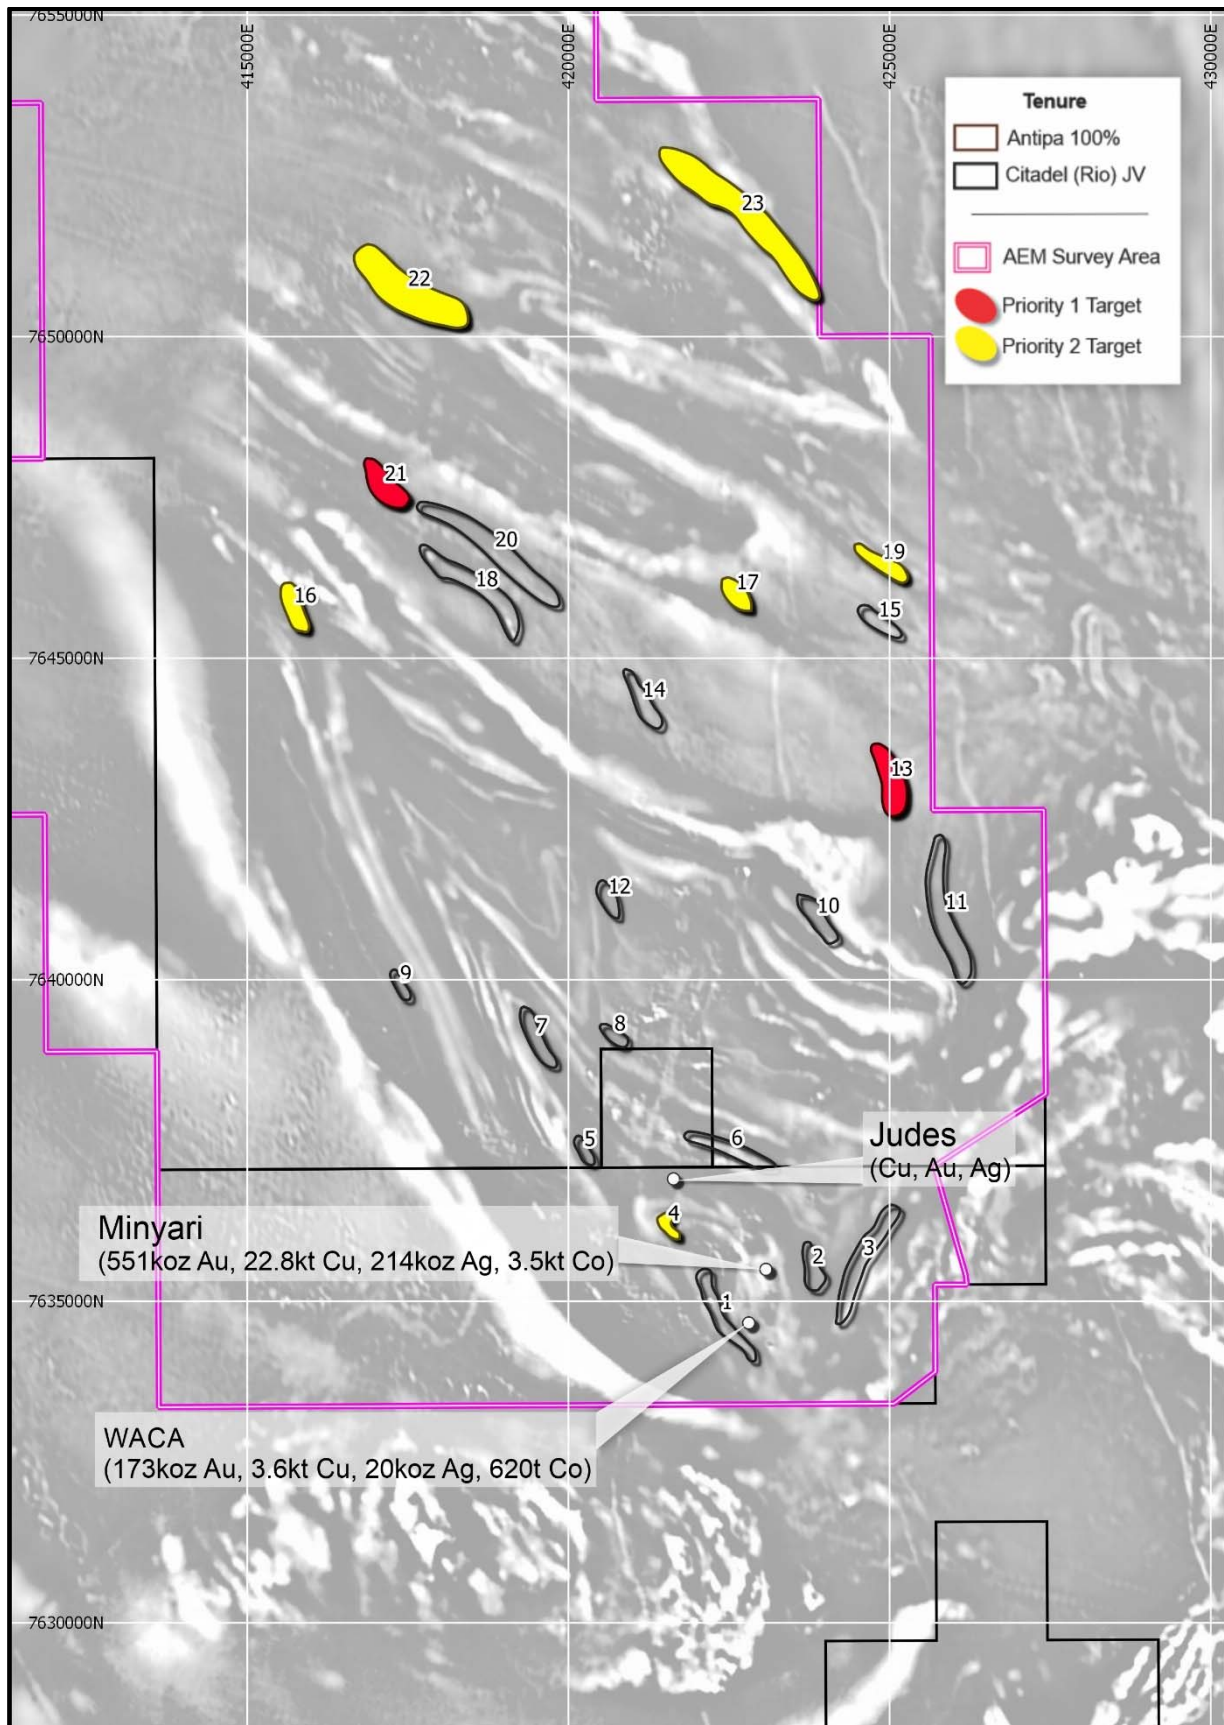 7655000N
415000E
420000E
425000E
430000E
Tenure
Antipa 100%
Citadel (Rio) JV
AEM Survey Area
Priority 1 Target
Priority 2 Target
23
22
7650000N
21
20
19
18
17
16
15
7645000N
14
13
12
11
10
9
7640000N
8
7
6
5
Judes
(Cu, Au, Ag)
4
Minyari
(551koz Au, 22.8kt Cu, 214koz Ag, 3.5kt Co)
3
2
7635000N
1
WACA
(173koz Au, 3.6kt Cu, 20koz Ag, 620t Co)
7630000N